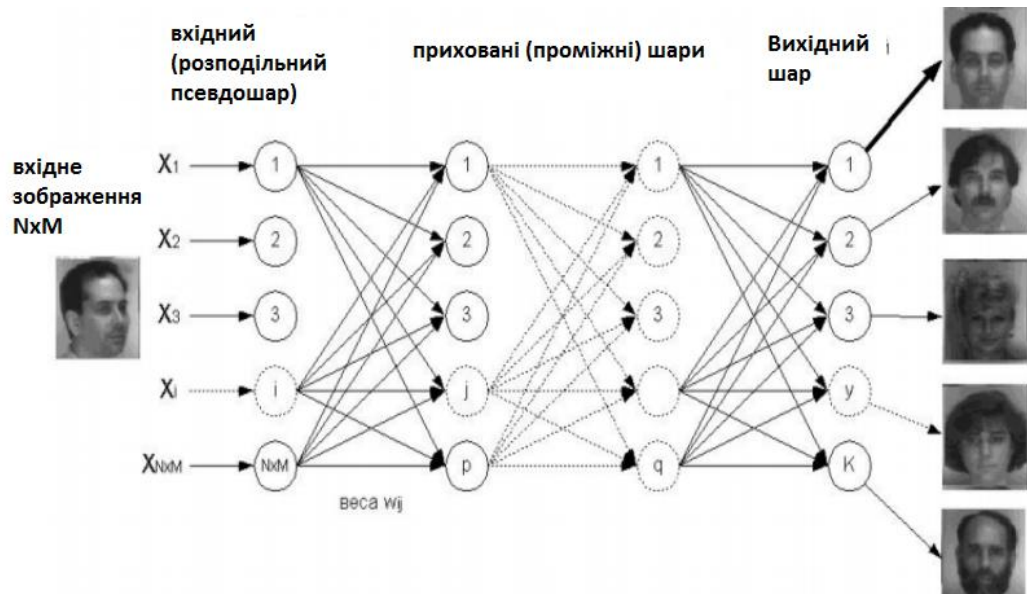 вхідний
(розподільний
псевдошар)
приховані (проміжні) шари
Вихідний
шар
вхідне
зображення
NxM
X1
X2
X3
Xi
XNxM
1
2
3
i
NxM
веса wij
1
2
3
j
p
1
2
3
q
1
2
3
y
K